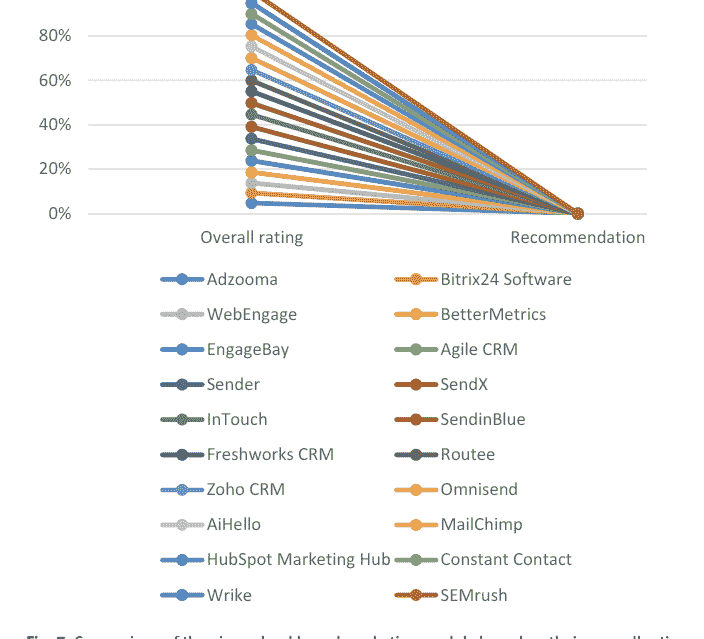 80%
60%
40%
20%
0%
Overall rating Recommendation
Adzooma Bitrix24 Software
WebEngage BetterMetrics
EngageBay Agile CRM
Sender SendX
InTouch SendinBlue
Freshworks CRM Routee
Zoho CRM Omnisend
AiHello MailChimp
HubSpot Marketing Hub Constant Contact
Wrike SEMrush